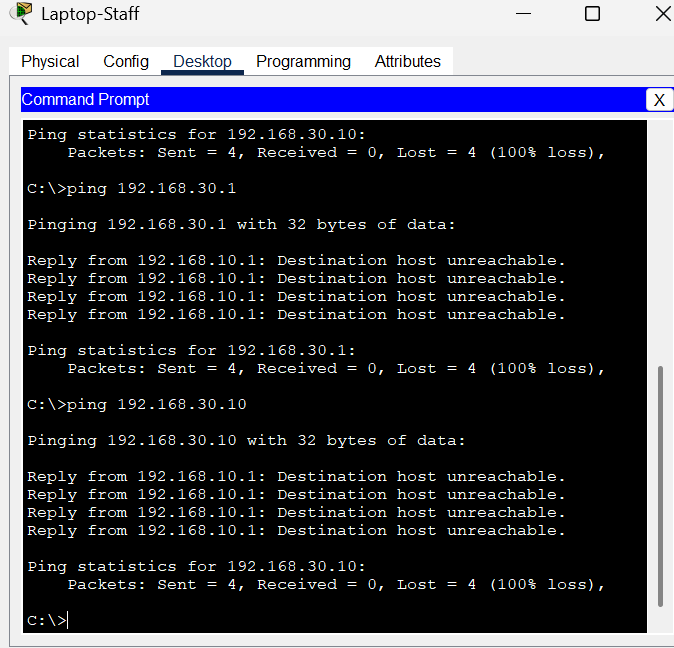 Laptop-Staff
Physical Config Desktop Programming Attributes
Command Prompt X
Ping statistics for 192.168.30.10:
    Packets: Sent = 4, Received = 0, Lost = 4 (100% loss),
C:\>ping 192.168.30.1
Pinging 192.168.30.1 with 32 bytes of data:
Reply from 192.168.10.1: Destination host unreachable.
Reply from 192.168.10.1: Destination host unreachable.
Reply from 192.168.10.1: Destination host unreachable.
Reply from 192.168.10.1: Destination host unreachable.
Ping statistics for 192.168.30.1:
    Packets: Sent = 4, Received = 0, Lost = 4 (100% loss),
C:\>ping 192.168.30.10
Pinging 192.168.30.10 with 32 bytes of data:
Reply from 192.168.10.1: Destination host unreachable.
Reply from 192.168.10.1: Destination host unreachable.
Reply from 192.168.10.1: Destination host unreachable.
Reply from 192.168.10.1: Destination host unreachable.
Ping statistics for 192.168.30.10:
    Packets: Sent = 4, Received = 0, Lost = 4 (100% loss),
C:\>